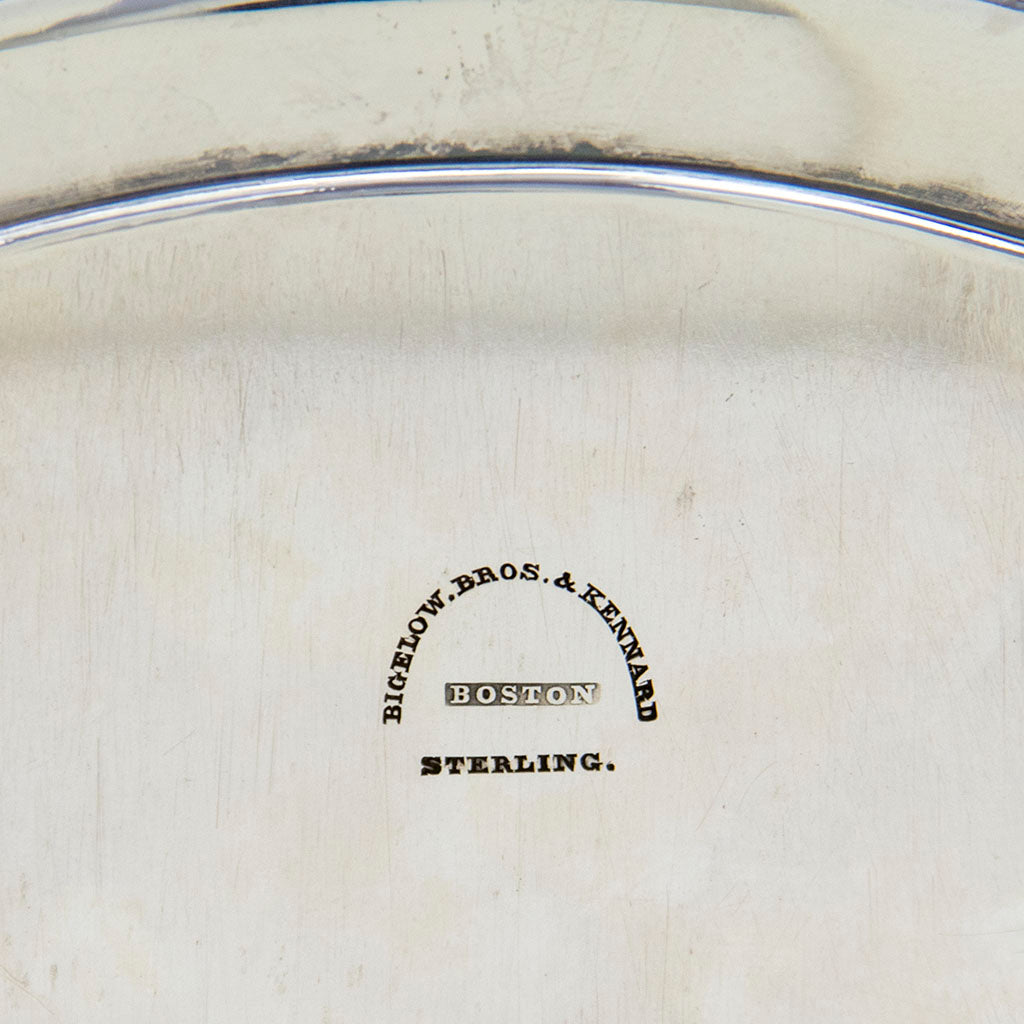 BIGELOW. BROS. & KENNARD
BOSTON
STERLING.